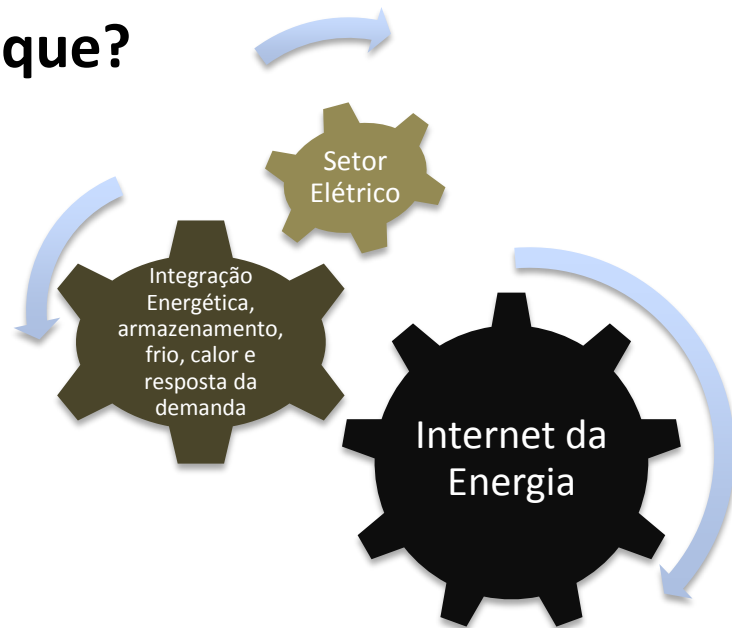 que?
Setor
Elétrico
Integração
Energética,
armazenamento,
frio, calor e
resposta da
demanda
Internet da
Energia